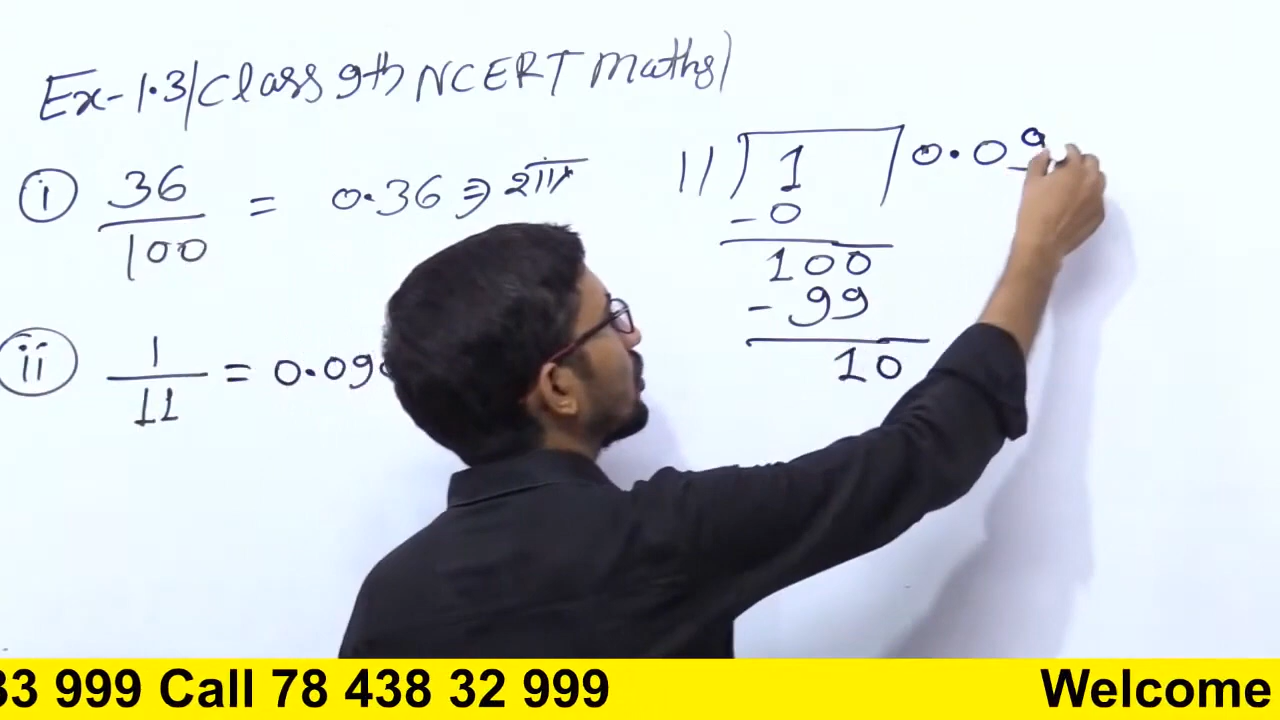 Ex-1.3/Class 9th NCERT Maths/
i 36/100 = 0.36 ⇒
ii 1/11 = 0.09
11) 1 0.09
-0
100
-99
10
33 999 Call 78 438 32 999 Welcome